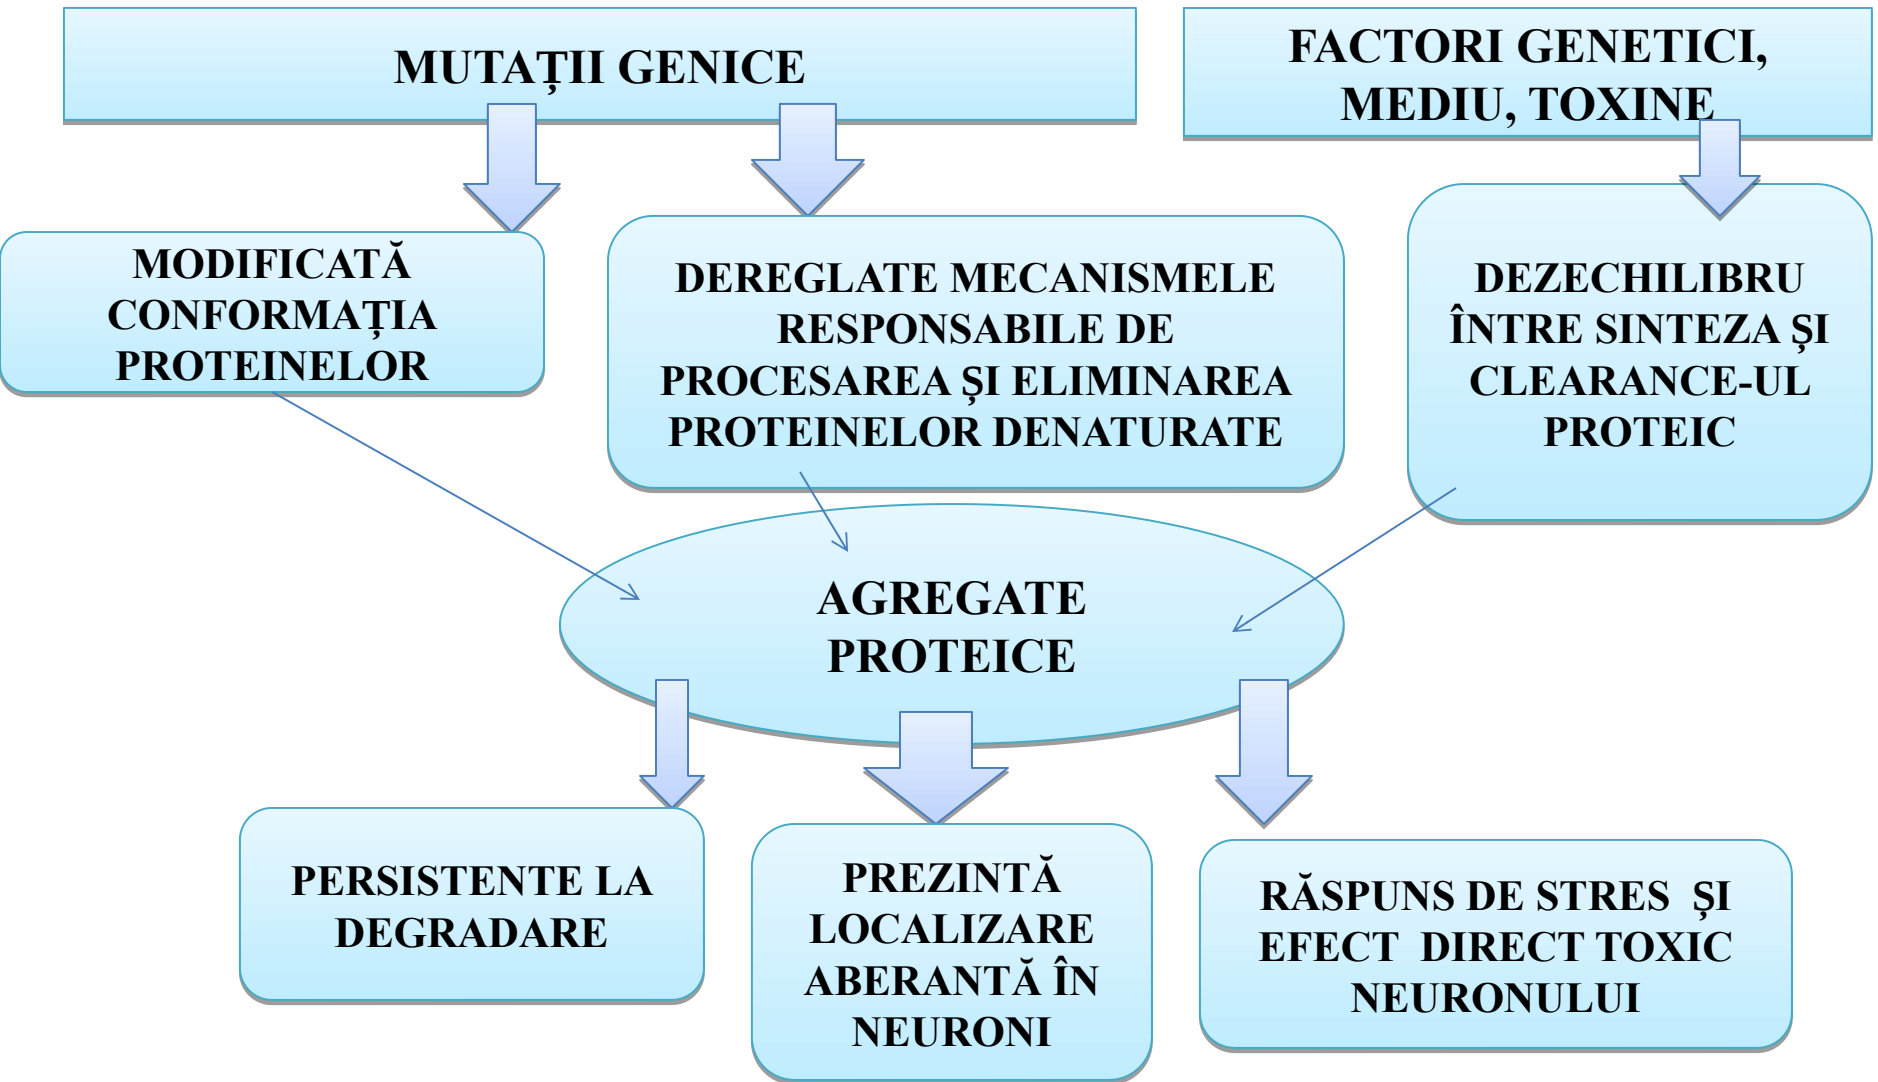 MUTAȚII GENICE
FACTORI GENETICI,
MEDIU, TOXINE
MODIFICATĂ
CONFORMAȚIA
PROTEINELOR
DEREGLATE MECANISMELE
RESPONSABILE DE
PROCESAREA ȘI ELIMINAREA
PROTEINELOR DENATURATE
DEZECHILIBRU
ÎNTRE SINTEZA ȘI
CLEARANCE-UL
PROTEIC
AGREGATE
PROTEICE
PERSISTENTE LA
DEGRADARE
PREZINTĂ
LOCALIZARE
ABERANTĂ ÎN
NEURONI
RĂSPUNS DE STRES ȘI
EFECT DIRECT TOXIC
NEURONULUI